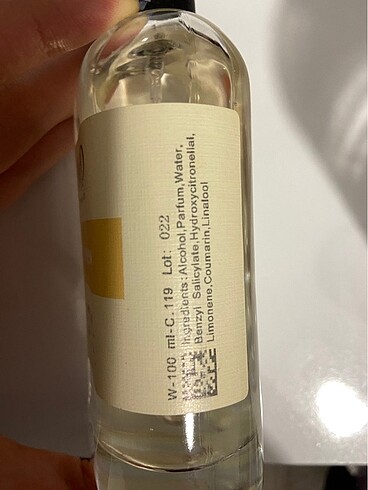 W-100 ml-C.119 Lot: 022
Ingredients:Alcohol,Parfum,Water,
Benzyl Salicylate,Hydroxycitronellal,
Limonene,Coumarin,Linalool